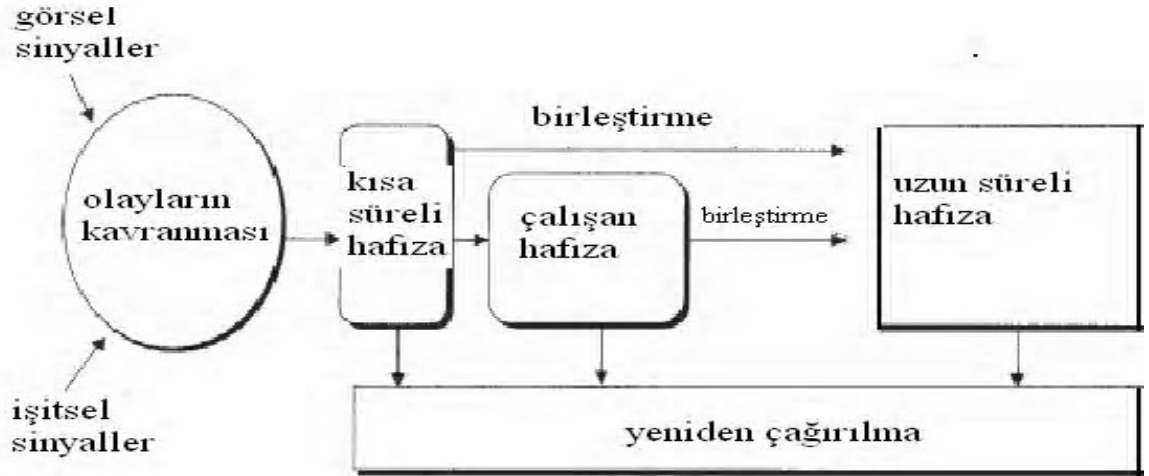 görsel
sinyaller
olayların
kavranması
işitsel
sinyaller
kısa
süreli
hafıza
birleştirme
çalışan
hafıza
birleştirme
uzun süreli
hafıza
yeniden çağırılma